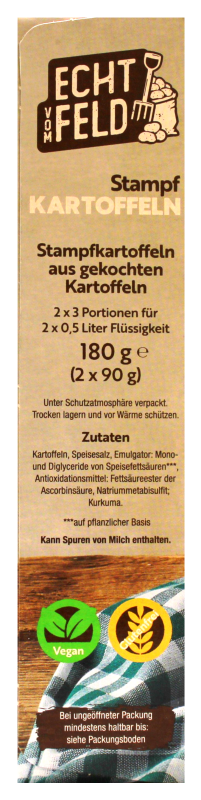 ECHT
VOM
FELD
Stampf
KARTOFFELN
Stampfkartoffeln
aus gekochten
Kartoffeln
2 x 3 Portionen für
2 x 0,5 Liter Flüssigkeit
180 g ℮
(2 x 90 g)
Unter Schutzatmosphäre verpackt.
Trocken lagern und vor Wärme schützen.
Zutaten
Kartoffeln, Speisesalz, Emulgator: Mono-
und Diglyceride von Speisefettsäuren***,
Antioxidationsmittel: Fettsäureester der
Ascorbinsäure, Natriummetabisulfit;
Kurkuma.
***auf pflanzlicher Basis
Kann Spuren von Milch enthalten.
Vegan
Glutenfrei
Bei ungeöffneter Packung
mindestens haltbar bis:
siehe Packungsboden